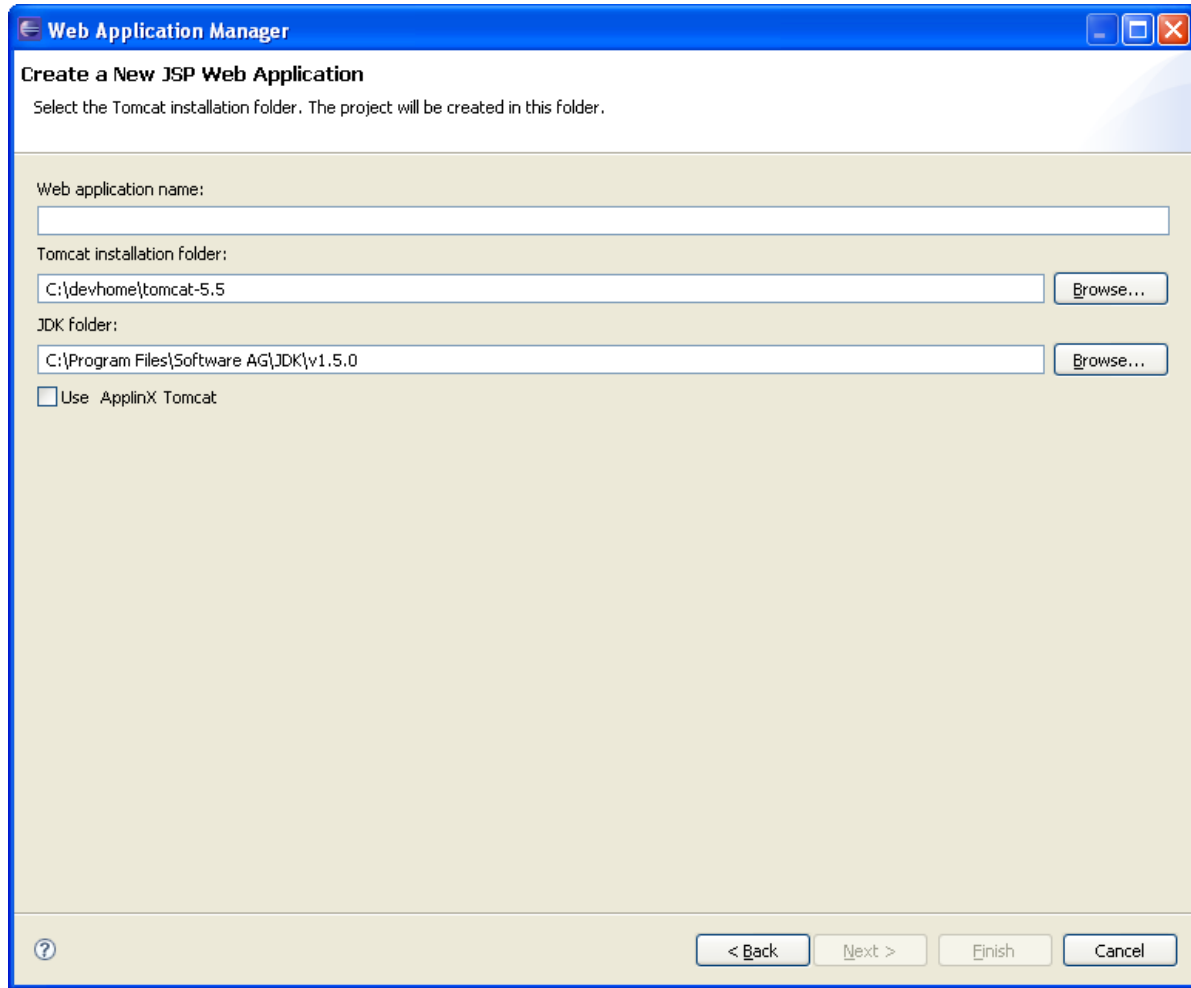 Web Application Manager
Create a New JSP Web Application
Select the Tomcat installation folder. The project will be created in this folder.
Web application name:
Tomcat installation folder:
C:\devhome\tomcat-5.5
Browse...
JDK folder:
C:\Program Files\Software AG\JDK\v1.5.0
Browse...
Use ApplinX Tomcat
?
< Back Next > Finish Cancel